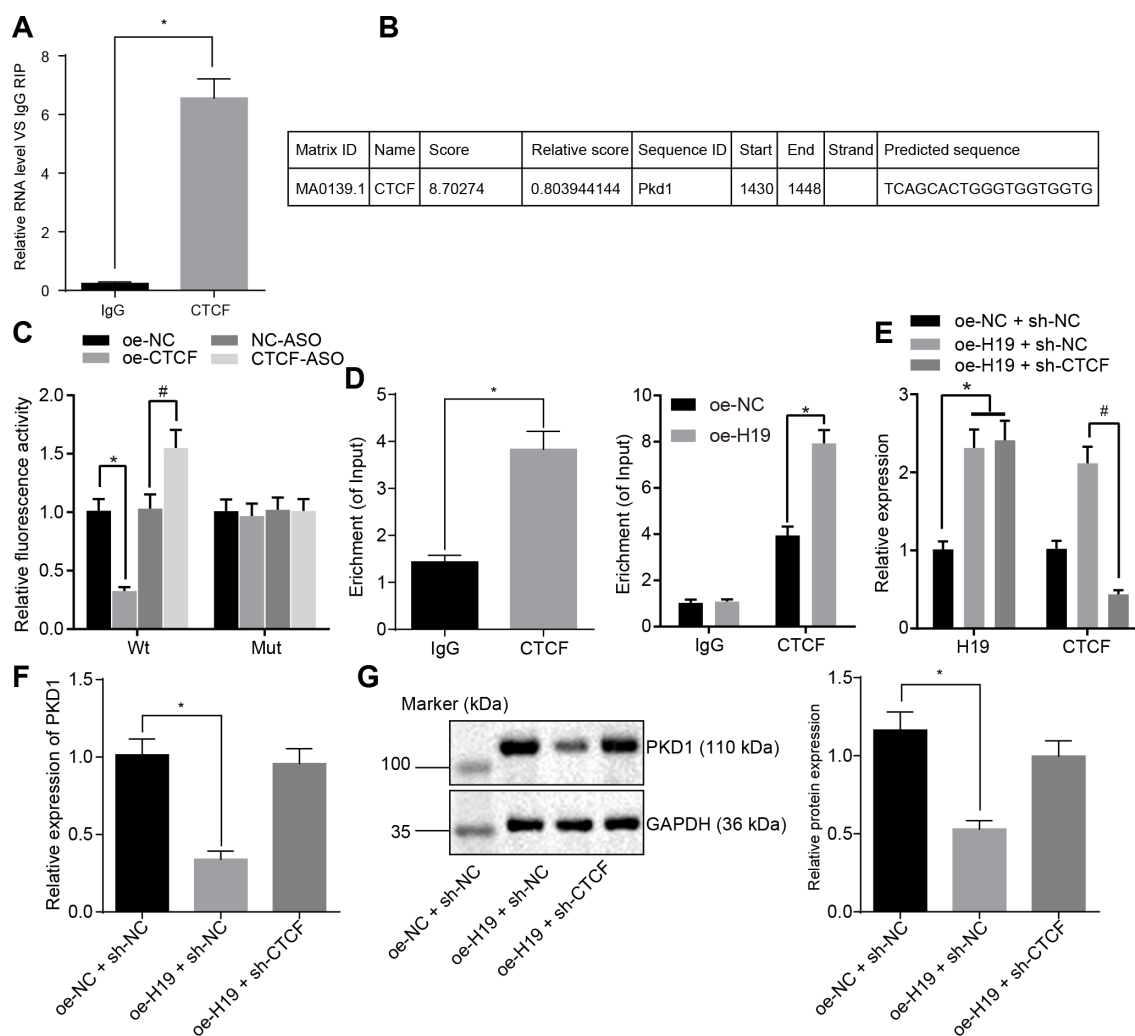 A
Relative RNA level VS IgG RIP
8
6
4
2
0
*
IgG
CTCF
B
Matrix ID Name Score Relative score Sequence ID Start End Strand Predicted sequence
MA0139.1 CTCF 8.70274 0.803944144 Pkd1 1430 1448 TCAGCACTGGGTGGTGGTG
C
oe-NC NC-ASO
oe-CTCF CTCF-ASO
Relative fluorescence activity
2.0
1.5
1.0
0.5
0.0
*
#
Wt
Mut
D
Erichment (of Input)
5
4
3
2
1
0
*
IgG
CTCF
Erichment (of Input)
10
8
6
4
2
0
oe-NC
oe-H19
*
IgG
CTCF
E
oe-NC + sh-NC
oe-H19 + sh-NC
oe-H19 + sh-CTCF
Relative expression
3
2
1
0
*
#
H19
CTCF
F
Relative expression of PKD1
1.5
1.0
0.5
0.0
*
oe-NC + sh-NC
oe-H19 + sh-NC
oe-H19 + sh-CTCF
G
Marker (kDa)
100
PKD1 (110 kDa)
35
GAPDH (36 kDa)
oe-NC + sh-NC
oe-H19 + sh-NC
oe-H19 + sh-CTCF
Relative protein expression
1.5
1.0
0.5
0.0
*
oe-NC + sh-NC
oe-H19 + sh-NC
oe-H19 + sh-CTCF